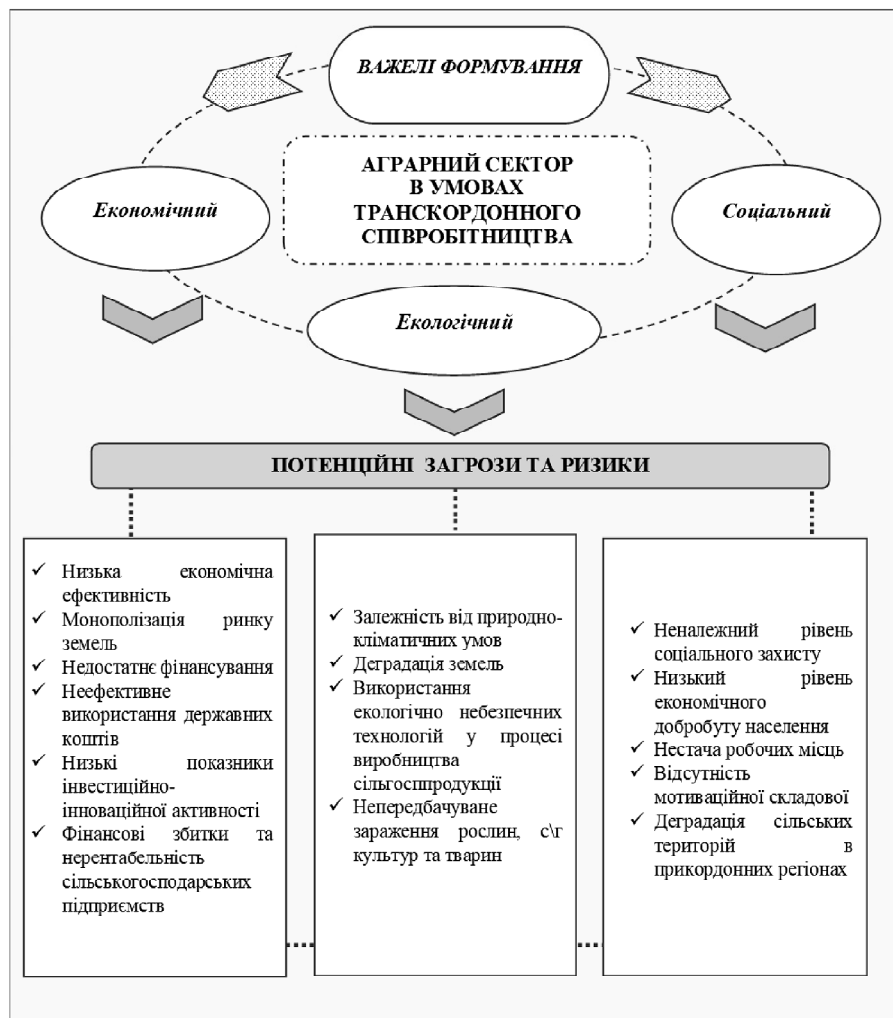 ВАЖЕЛІ ФОРМУВАННЯ
АГРАРНИЙ СЕКТОР
В УМОВАХ
ТРАНСКОРДОННОГО
СПІВРОБІТНИЦТВА
Економічний
Соціальний
Екологічний
ПОТЕНЦІЙНІ ЗАГРОЗИ ТА РИЗИКИ
✓ Низька економічна
ефективність
✓ Монополізація ринку
земель
✓ Недостатнє фінансування
✓ Неефективне
використання державних
коштів
✓ Низькі показники
інвестиційно-
інноваційної активності
✓ Фінансові збитки та
нерентабельність
сільськогосподарських
підприємств
✓ Залежність від природно-
кліматичних умов
✓ Деградація земель
✓ Використання
екологічно небезпечних
технологій у процесі
виробництва
сільгосппродукції
✓ Непередбачуване
зараження рослин, с\г
культур та тварин
✓ Неналежний рівень
соціального захисту
✓ Низький рівень
економічного
добробуту населення
✓ Нестача робочих місць
✓ Відсутність
мотиваційної складової
✓ Деградація сільських
територій в
прикордонних регіонах